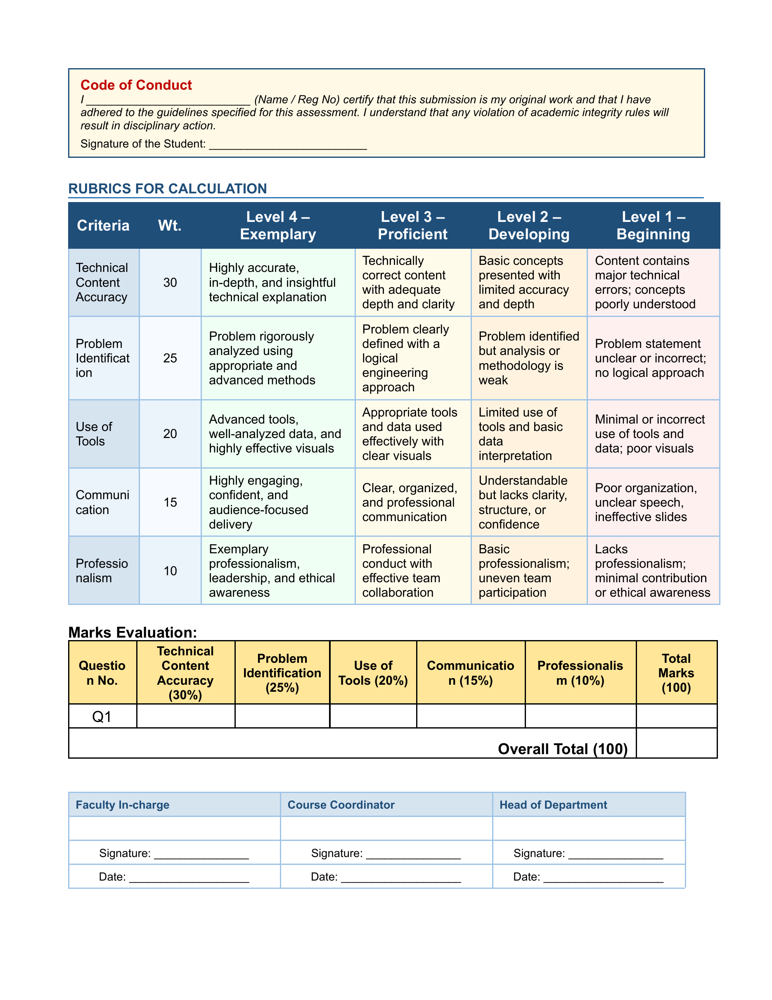 Code of Conduct
I __________________________ (Name / Reg No) certify that this submission is my original work and that I have
adhered to the guidelines specified for this assessment. I understand that any violation of academic integrity rules will
result in disciplinary action.
Signature of the Student: _________________________
RUBRICS FOR CALCULATION
Criteria
Wt.
Level 4 –
Exemplary
Level 3 –
Proficient
Level 2 –
Developing
Level 1 –
Beginning
Technical
Content
Accuracy
30
Highly accurate,
in-depth, and insightful
technical explanation
Technically
correct content
with adequate
depth and clarity
Basic concepts
presented with
limited accuracy
and depth
Content contains
major technical
errors; concepts
poorly understood
Problem
Identificat
ion
25
Problem rigorously
analyzed using
appropriate and
advanced methods
Problem clearly
defined with a
logical
engineering
approach
Problem identified
but analysis or
methodology is
weak
Problem statement
unclear or incorrect;
no logical approach
Use of
Tools
20
Advanced tools,
well-analyzed data, and
highly effective visuals
Appropriate tools
and data used
effectively with
clear visuals
Limited use of
tools and basic
data
interpretation
Minimal or incorrect
use of tools and
data; poor visuals
Communi
cation
15
Highly engaging,
confident, and
audience-focused
delivery
Clear, organized,
and professional
communication
Understandable
but lacks clarity,
structure, or
confidence
Poor organization,
unclear speech,
ineffective slides
Professio
nalism
10
Exemplary
professionalism,
leadership, and ethical
awareness
Professional
conduct with
effective team
collaboration
Basic
professionalism;
uneven team
participation
Lacks
professionalism;
minimal contribution
or ethical awareness
Marks Evaluation:
Questio
n No.
Technical
Content
Accuracy
(30%)
Problem
Identification
(25%)
Use of
Tools (20%)
Communicatio
n (15%)
Professionalis
m (10%)
Total
Marks
(100)
Q1
Overall Total (100)
Faculty In-charge
Course Coordinator
Head of Department
Signature: _______________
Signature: _______________
Signature: _______________
Date: ___________________
Date: ___________________
Date: ___________________